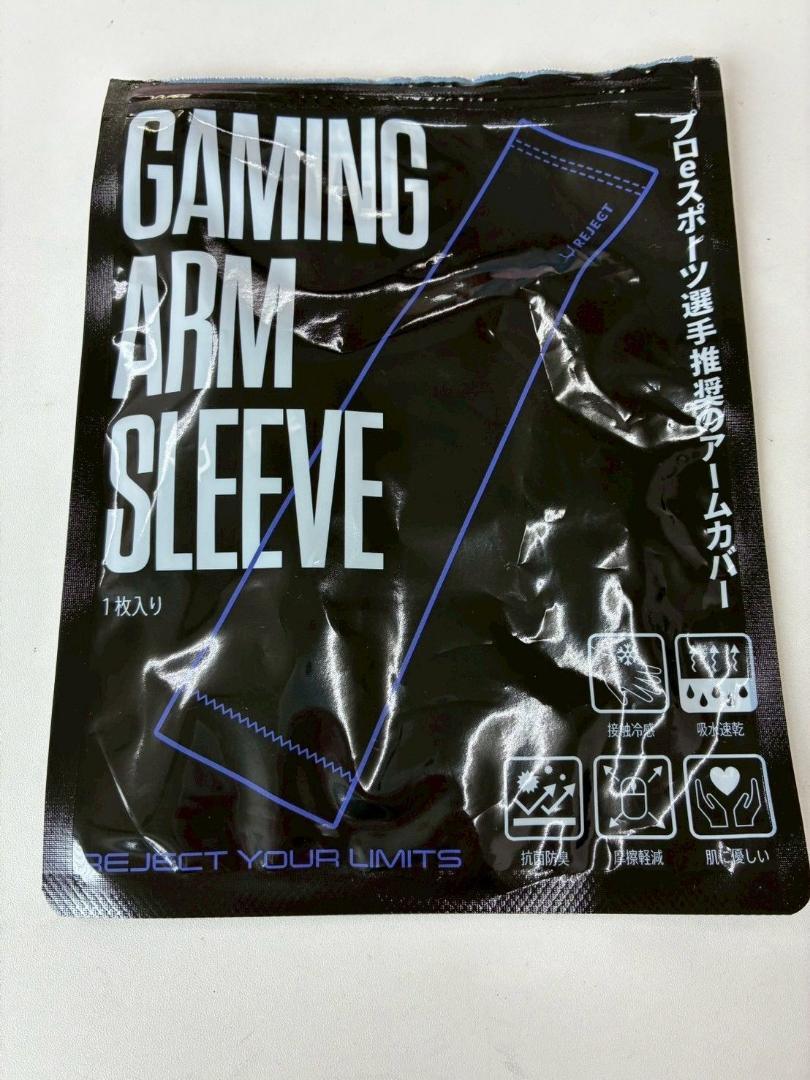 GAMING
ARM
SLEEVE
1枚入り
REJECT
プロeスポーツ選手推奨のアームカバー
接触冷感
吸水速乾
抗菌防臭
摩擦軽減
肌に優しい
REJECT YOUR LIMITS